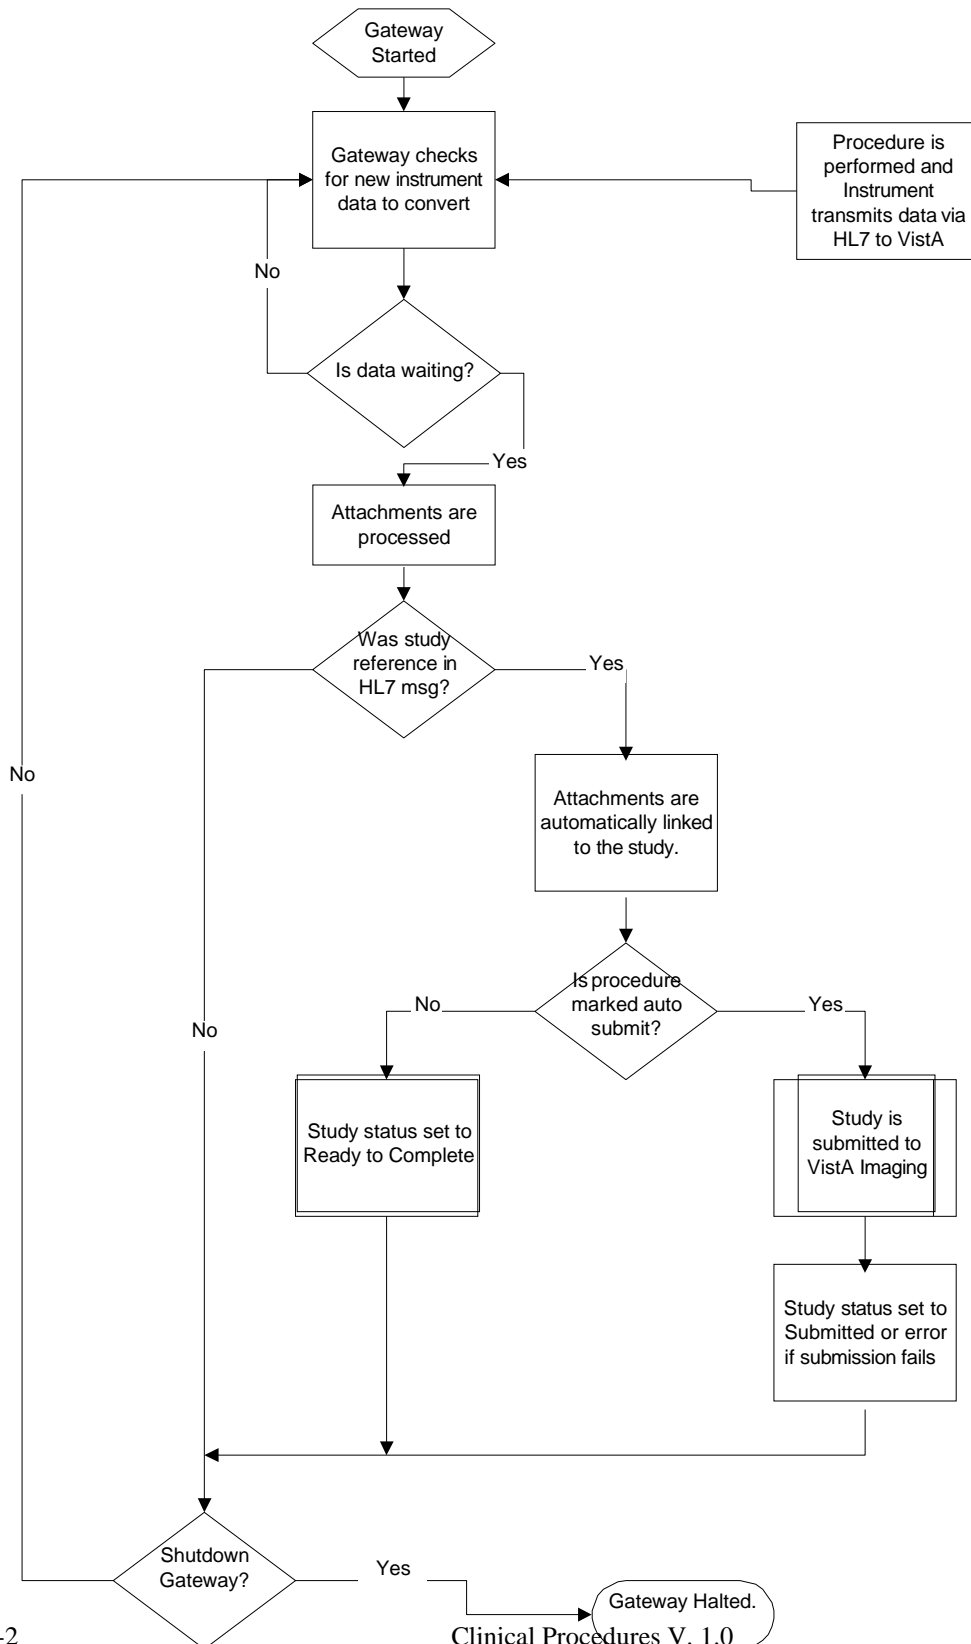 Gateway
Started
Gateway checks
for new instrument
data to convert
Procedure is
performed and
Instrument
transmits data via
HL7 to VistA
No
Is data waiting?
Yes
Attachments are
processed
Was study
reference in
HL7 msg?
Yes
No
Attachments are
automatically linked
to the study.
Is procedure
marked auto
submit?
No
Yes
No
Study status set to
Ready to Complete
Study is
submitted to
VistA Imaging
Study status set to
Submitted or error
if submission fails
Shutdown
Gateway?
Yes
Gateway Halted.
-2
Clinical Procedures V. 1.0